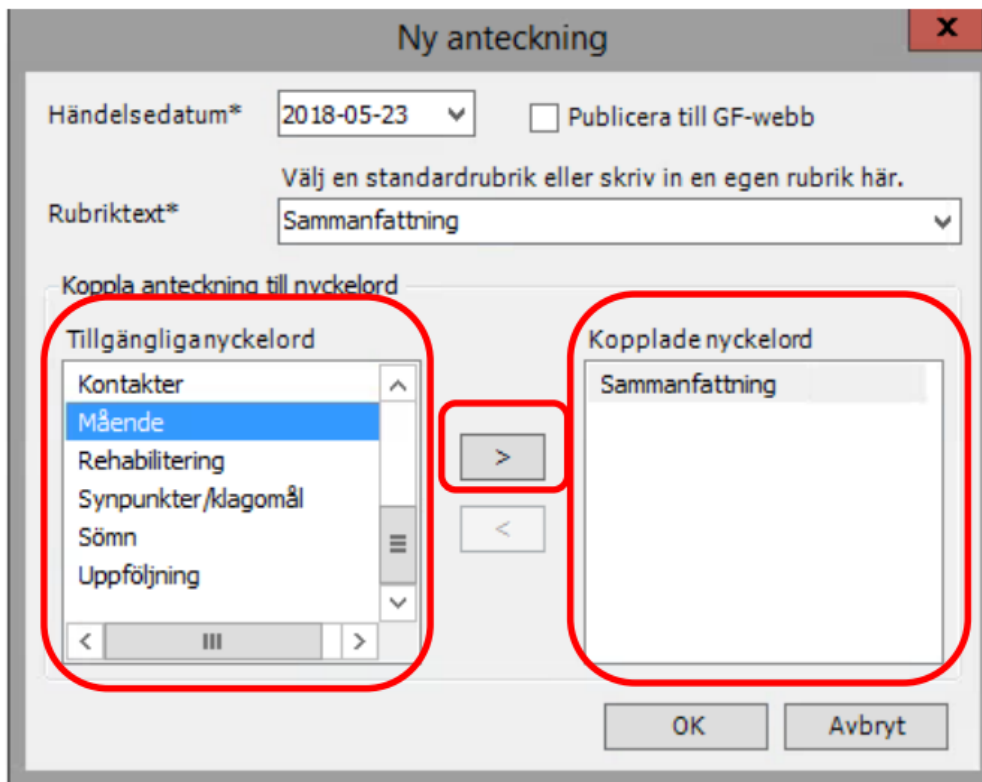 Ny anteckning
x
Händelsedatum* 2018-05-23 Publicera till GF-webb
Välj en standardrubrik eller skriv in en egen rubrik här.
Rubriktext* Sammanfattning
Koppla anteckning till nyckelord
Tillgängliga nyckelord
Kontakter
Mående
Rehabilitering
Synpunkter/klagomål
Sömn
Uppföljning
>
<
Kopplade nyckelord
Sammanfattning
OK Avbryt